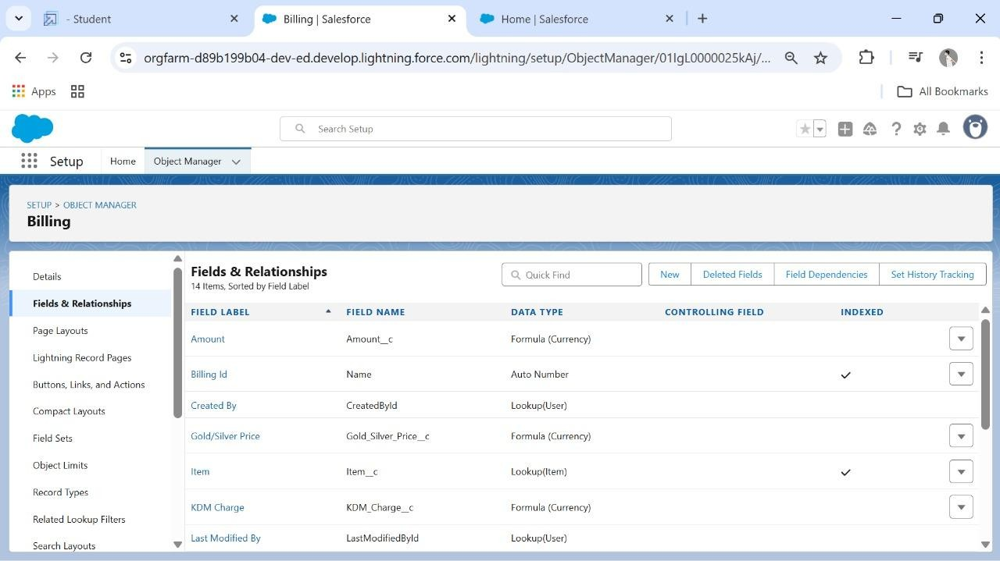 - Student
Billing | Salesforce
Home | Salesforce
orgfarm-d89b199b04-dev-ed.develop.lightning.force.com/lightning/setup/ObjectManager/01IgL0000025kAj/...
Apps
All Bookmarks
Search Setup
Setup
Home
Object Manager
SETUP > OBJECT MANAGER
Billing
Details
Fields & Relationships
Page Layouts
Lightning Record Pages
Buttons, Links, and Actions
Compact Layouts
Field Sets
Object Limits
Record Types
Related Lookup Filters
Search Layouts
Fields & Relationships
14 Items, Sorted by Field Label
Quick Find
New
Deleted Fields
Field Dependencies
Set History Tracking
FIELD LABEL FIELD NAME DATA TYPE CONTROLLING FIELD INDEXED
Amount Amount__c Formula (Currency)
Billing Id Name Auto Number
Created By CreatedById Lookup(User)
Gold/Silver Price Gold_Silver_Price__c Formula (Currency)
Item Item__c Lookup(Item)
KDM Charge KDM_Charge__c Formula (Currency)
Last Modified By LastModifiedById Lookup(User)